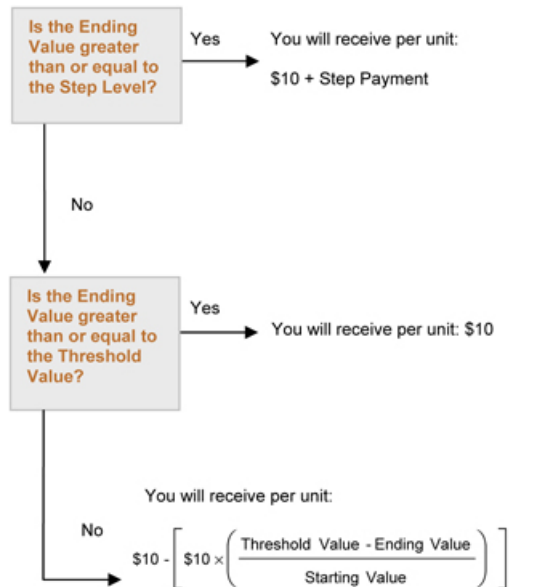 Is the Ending
Value greater
than or equal to
the Step Level?
Yes
You will receive per unit:
$10 + Step Payment
No
Is the Ending
Value greater
than or equal to
the Threshold
Value?
Yes
You will receive per unit: $10
No
You will receive per unit:
$10 - [ $10 × ( Threshold Value - Ending Value
Starting Value ) ]